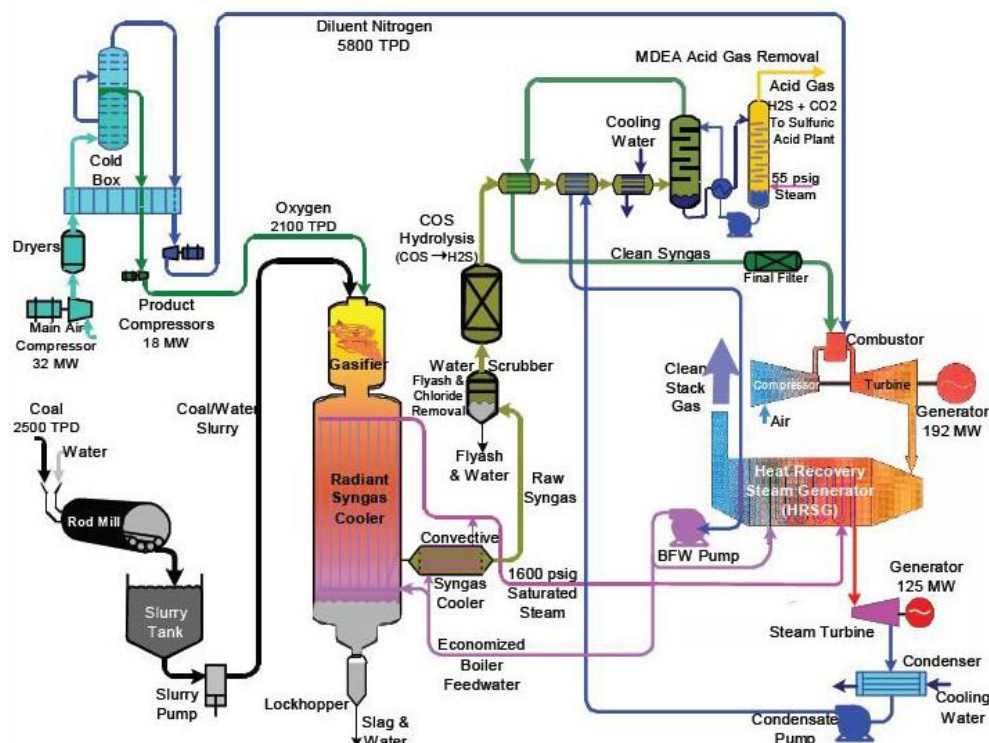 Diluent Nitrogen
5800 TPD
MDEA Acid Gas Removal
Acid Gas
H2S + CO2
To Sulfuric
Acid Plant
Cooling
Water
55 psig
Steam
Cold
Box
Oxygen
2100 TPD
COS
Hydrolysis
(COS →H2S)
Dryers
Clean Syngas
Final Filter
Product
Compressors
18 MW
Main Air
Compressor
32 MW
Gasifier
Water Scrubber
Flyash &
Chloride
Removal
Combustor
Clean
Stack
Gas
Compressor
Turbine
Air
Generator
192 MW
Coal
2500 TPD
Water
Coal/Water
Slurry
Flyash
& Water
Raw
Syngas
Radiant
Syngas
Cooler
Heat Recovery
Steam Generator
(HRSG)
Rod Mill
Convective
Syngas
Cooler
BFW Pump
1600 psig
Saturated
Steam
Generator
125 MW
Slurry
Tank
Steam Turbine
Economized
Boiler
Feedwater
Condenser
Slurry
Pump
Lockhopper
Cooling
Water
Condensate
Pump
Slag &
Water